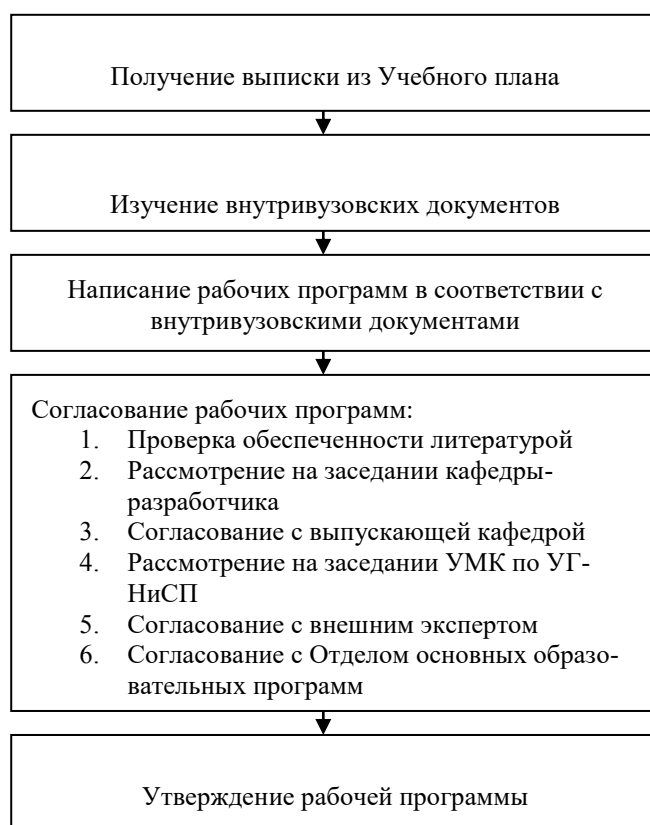 Получение выписки из Учебного плана
Изучение внутривузовских документов
Написание рабочих программ в соответствии с
внутривузовскими документами
Согласование рабочих программ:
1. Проверка обеспеченности литературой
2. Рассмотрение на заседании кафедры-
разработчика
3. Согласование с выпускающей кафедрой
4. Рассмотрение на заседании УМК по УГ-
НиСП
5. Согласование с внешним экспертом
6. Согласование с Отделом основных образо-
вательных программ
Утверждение рабочей программы